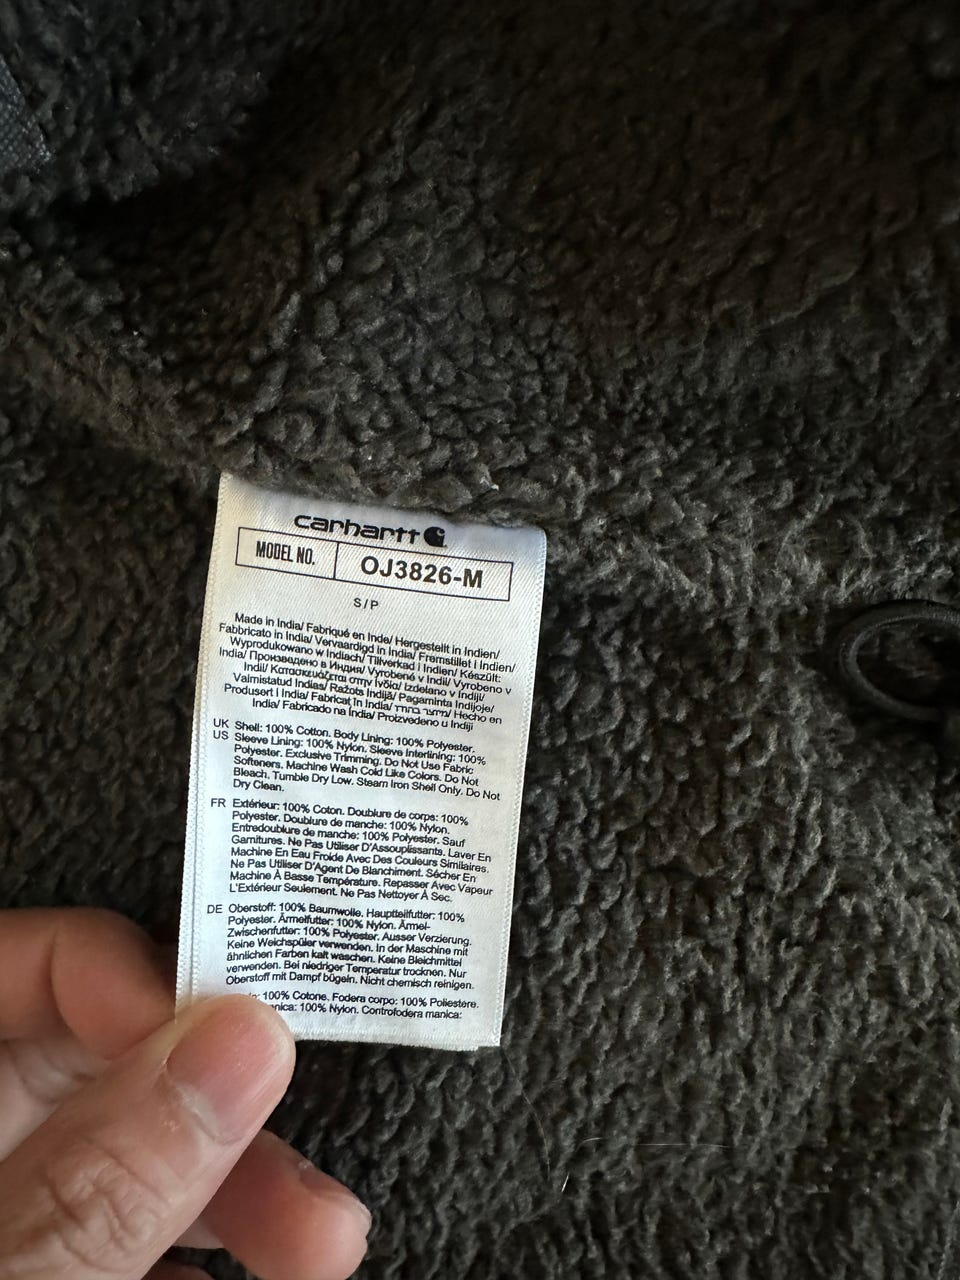 carhartt
MODEL NO. OJ3826-M
S/P
Made in India/ Fabriqué en Inde/ Hergestellt in Indien/
Fabbricato in India/ Vervaardigd in India/ Fremstillet i Indien/
Wyprodukowano w Indiach/ Tillverkad i Indien/ Készült:
India/ Произведено в Индия/ Vyrobené v Indii/ Vyrobeno v
Indii/ Κατασκευάζεται στην Ινδία/ Izdelano v Indiji/
Valmistatud Indias/ Ražots Indijā/ Pagaminta Indijoje/
Produsert i India/ Fabricat în India/ מיוצר בהודו/ Hecho en
India/ Fabricado na Índia/ Proizvedeno u Indiji
UK Shell: 100% Cotton. Body Lining: 100% Polyester.
US Sleeve Lining: 100% Nylon. Sleeve Interlining: 100%
Polyester. Exclusive Trimming. Do Not Use Fabric
Softeners. Machine Wash Cold Like Colors. Do Not
Bleach. Tumble Dry Low. Steam Iron Shell Only. Do Not
Dry Clean.
FR Extérieur: 100% Coton. Doublure de corps: 100%
Polyester. Doublure de manche: 100% Nylon.
Entredoublure de manche: 100% Polyester. Sauf
Garnitures. Ne Pas Utiliser D'Assouplissants. Laver En
Machine En Eau Froide Avec Des Couleurs Similaires.
Ne Pas Utiliser D'Agent De Blanchiment. Sécher En
Machine À Basse Température. Repasser Avec Vapeur
L'Extérieur Seulement. Ne Pas Nettoyer À Sec.
DE Oberstoff: 100% Baumwolle. Hauptteilfutter: 100%
Polyester. Ärmelfutter: 100% Nylon. Ärmel-
Zwischenfutter: 100% Polyester. Ausser Verzierung.
Keine Weichspüler verwenden. In der Maschine mit
ähnlichen Farben kalt waschen. Keine Bleichmittel
verwenden. Bei niedriger Temperatur trocknen. Nur
Oberstoff mit Dampf bügeln. Nicht chemisch reinigen.
100% Cotone. Fodera corpo: 100% Poliestere.
100% Nylon. Controfodera manica: